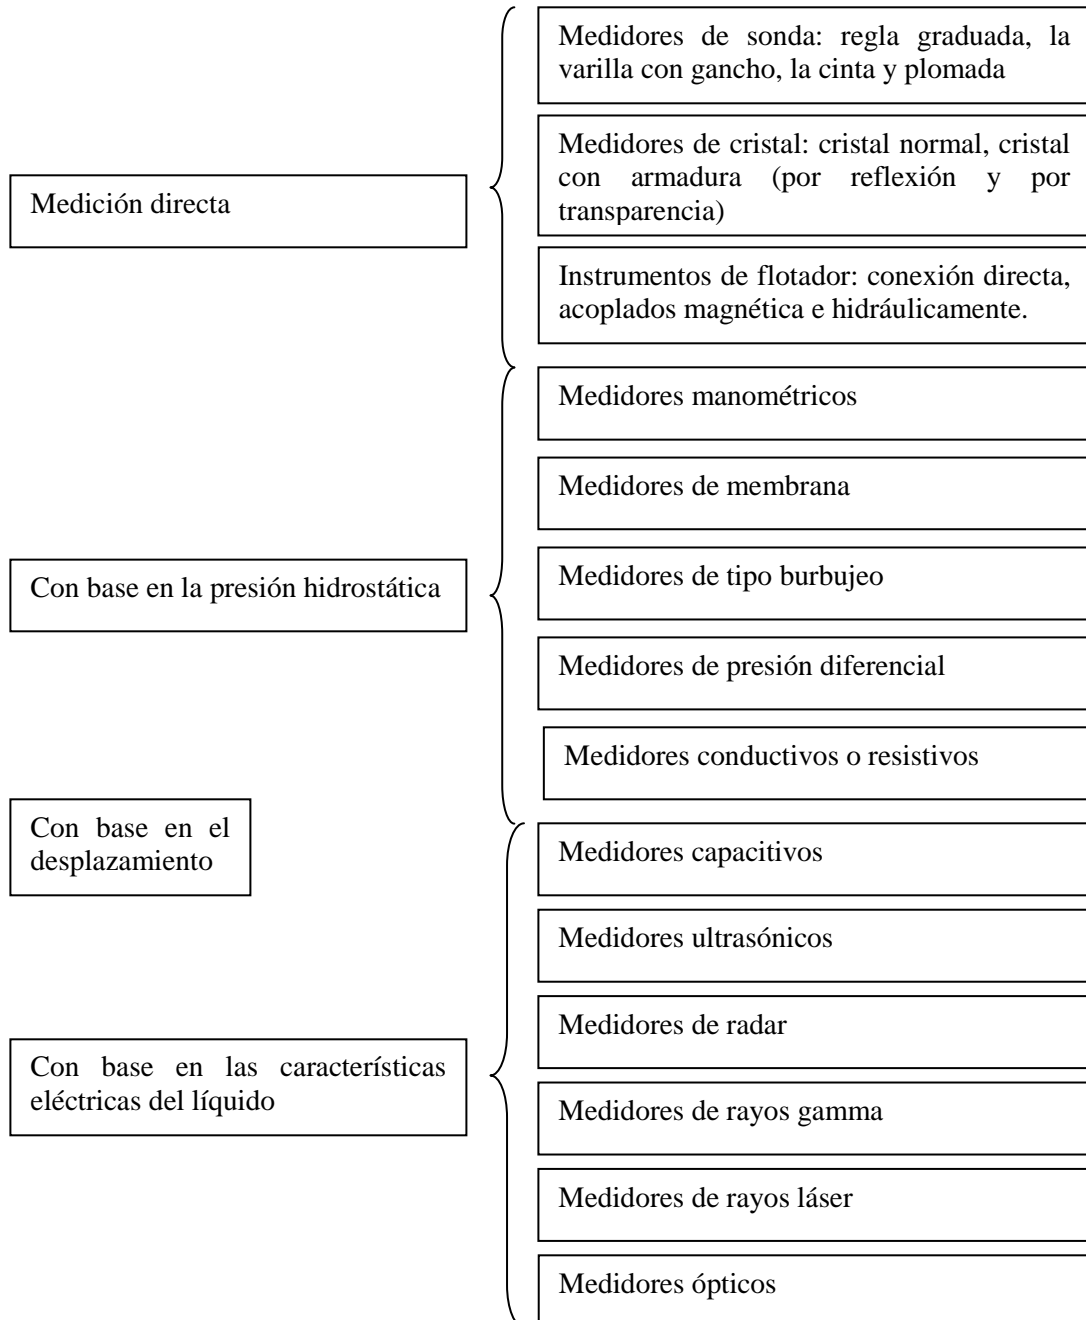 Medición directa
Medidores de sonda: regla graduada, la
varilla con gancho, la cinta y plomada
Medidores de cristal: cristal normal, cristal
con armadura (por reflexión y por
transparencia)
Instrumentos de flotador: conexión directa,
acoplados magnética e hidráulicamente.
Con base en la presión hidrostática
Medidores manométricos
Medidores de membrana
Medidores de tipo burbujeo
Medidores de presión diferencial
Medidores conductivos o resistivos
Con base en el
desplazamiento
Con base en las características
eléctricas del líquido
Medidores capacitivos
Medidores ultrasónicos
Medidores de radar
Medidores de rayos gamma
Medidores de rayos láser
Medidores ópticos